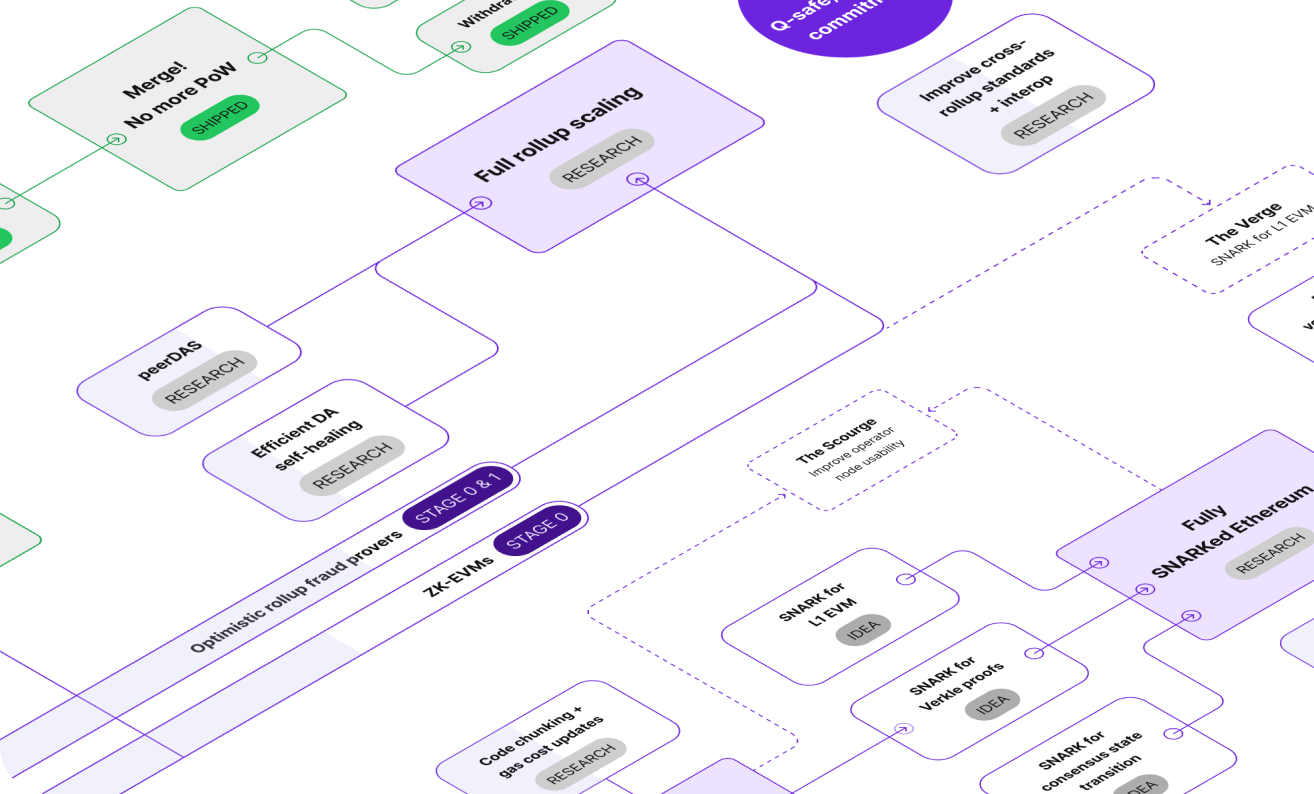 Merge!
No more PoW
SHIPPED
SHIPPED
Full rollup scaling
RESEARCH
Q-safe
Improve cross-
rollup standards
+ interop
RESEARCH
The Verge
SNARK for L1 EVM
peerDAS
RESEARCH
Efficient DA
self-healing
RESEARCH
Optimistic rollup fraud provers
STAGE 0 & 1
ZK-EVMs
STAGE 0
The Scourge
Improve operator
node usability
Fully
SNARKed Ethereum
RESEARCH
SNARK for
L1 EVM
IDEA
SNARK for
Verkle proofs
IDEA
Code chunking +
gas cost updates
RESEARCH
SNARK for
consensus state
transition